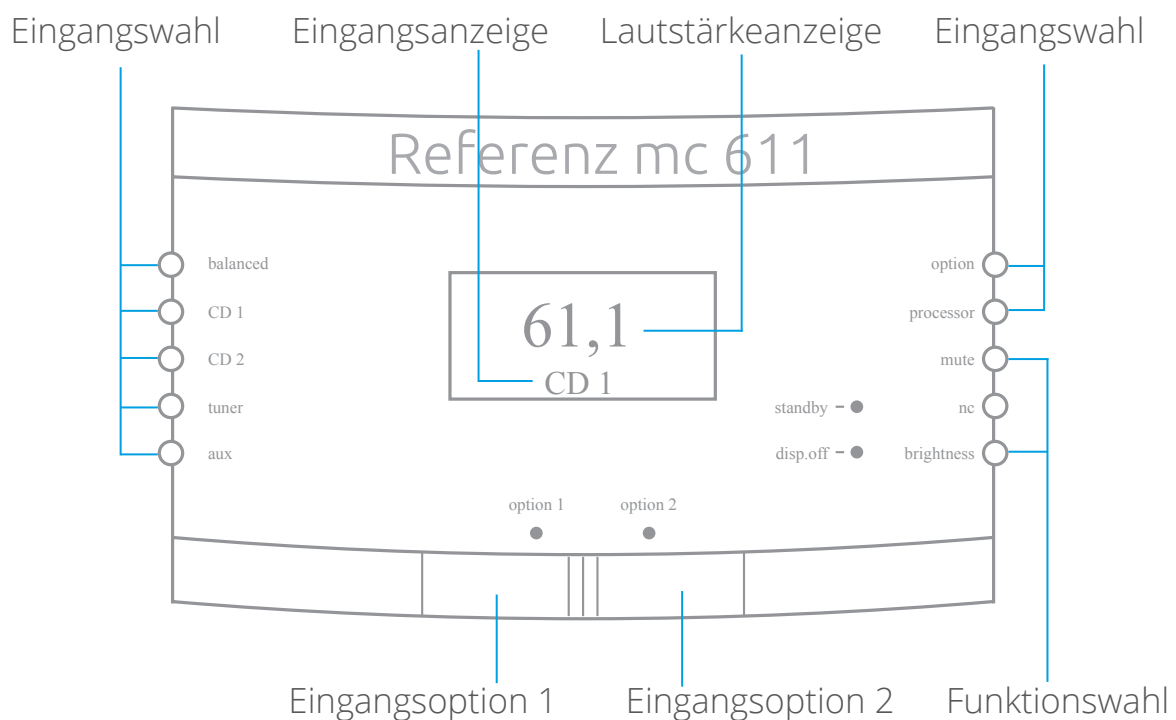 Eingangswahl Eingangsanzeige Lautstärkeanzeige Eingangswahl
Referenz mc 611
balanced option
CD 1 61,1 processor
CD 2 mute
CD 1
tuner standby nc
aux disp.off brightness
option 1 option 2
Eingangsoption 1 Eingangsoption 2 Funktionswahl